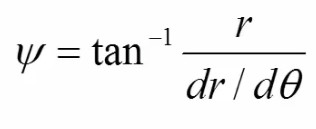 ψ = tan⁻¹ r / (dr / dθ)